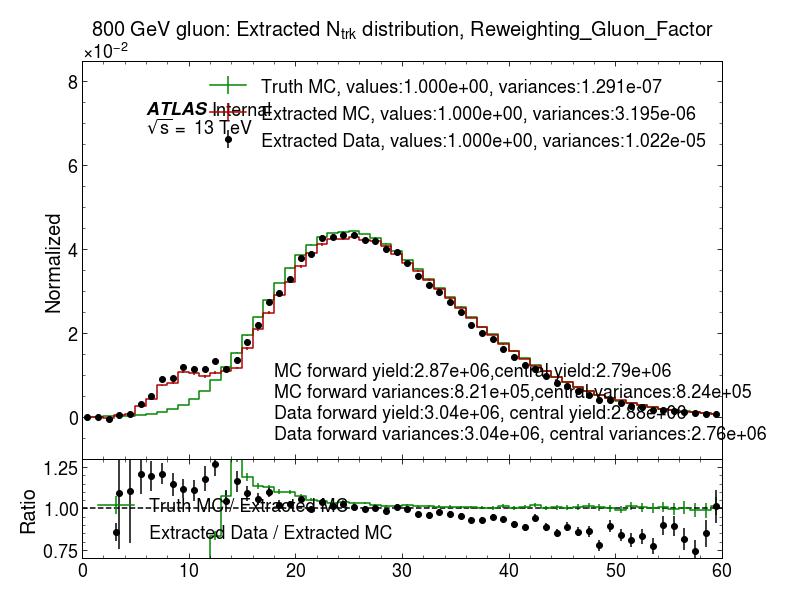 800 GeV gluon: Extracted Ntrk distribution, Reweighting_Gluon_Factor
×10−2
Truth MC, values:1.000e+00, variances:1.291e-07
ATLAS Internal
Extracted MC, values:1.000e+00, variances:3.195e-06
√s = 13 TeV
Extracted Data, values:1.000e+00, variances:1.022e-05
8
6
4
2
0
Normalized
MC forward yield:2.87e+06,central yield:2.79e+06
MC forward variances:8.21e+05,central variances:8.24e+05
Data forward yield:3.04e+06, central yield:2.88e+06
Data forward variances:3.04e+06, central variances:2.76e+06
1.25
1.00
0.75
Ratio
Truth MC / Extracted MC
Extracted Data / Extracted MC
0 10 20 30 40 50 60